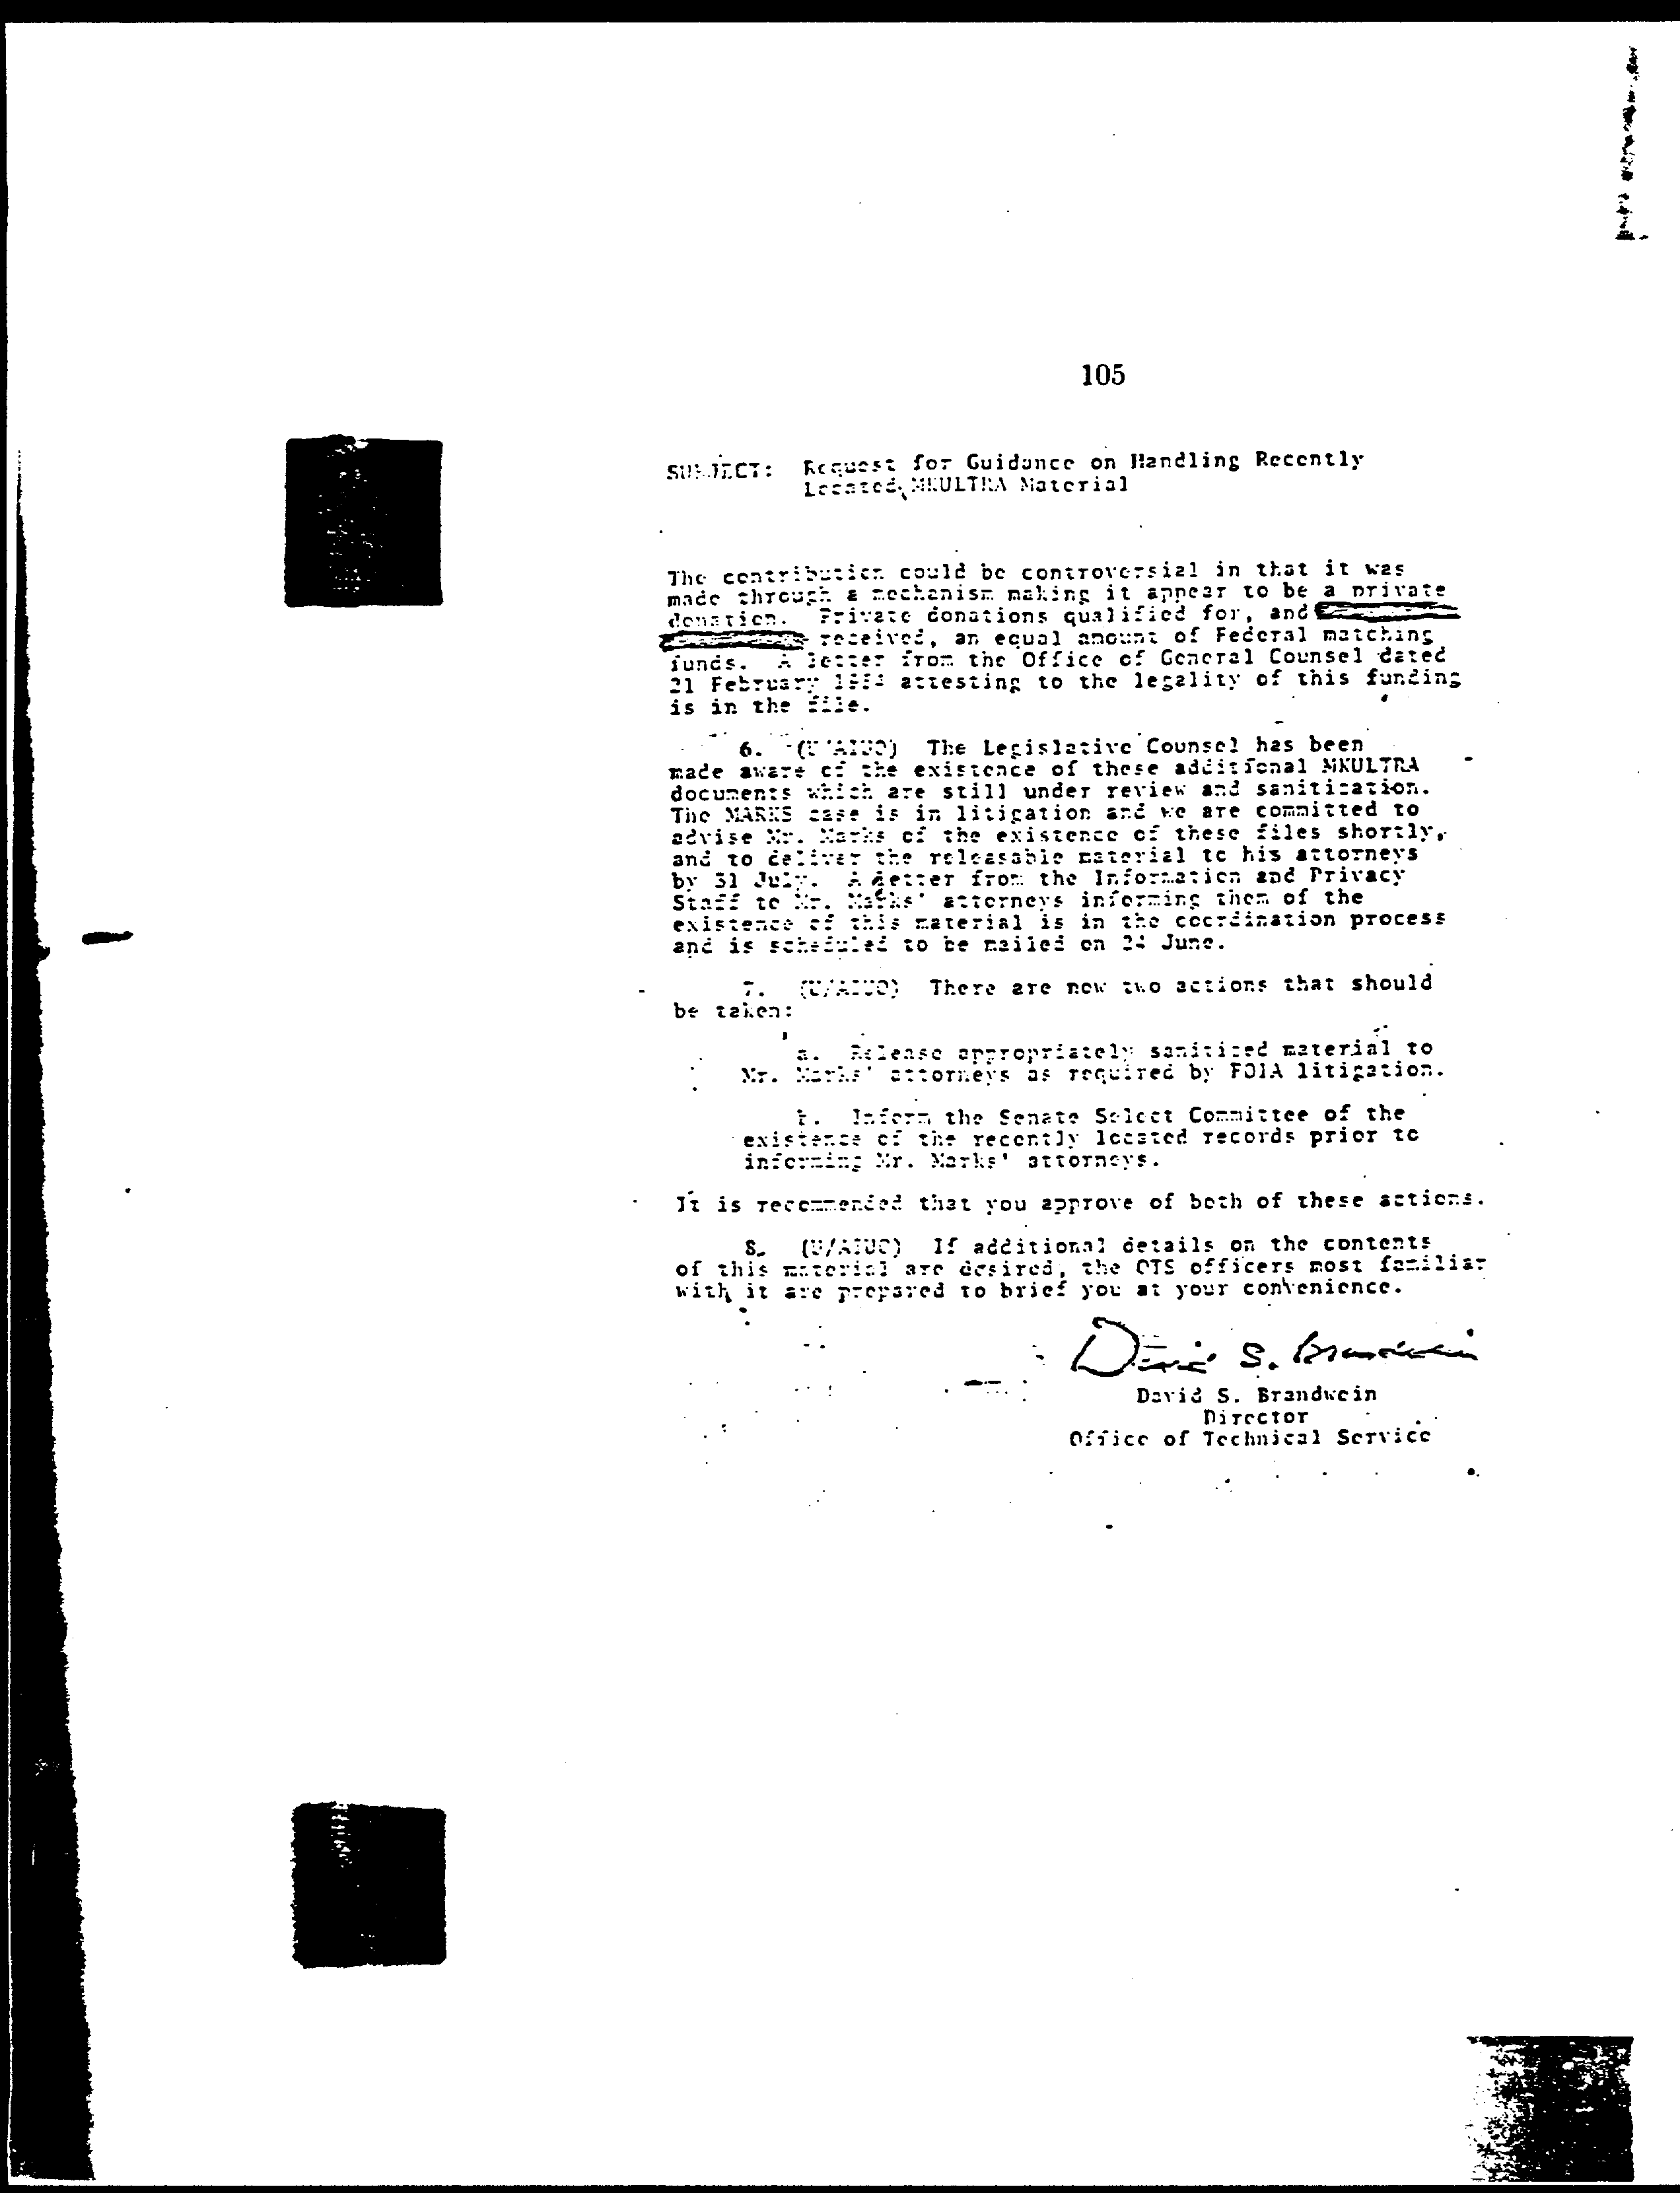 105
SUBJECT: Request for Guidance on Handling Recently
Located MKULTRA Material
The contribution could be controversial in that it was
made through a mechanism making it appear to be a private
donation. Private donations qualified for, and
received, an equal amount of Federal matching
funds. A letter from the Office of General Counsel dated
21 February attesting to the legality of this funding
is in the file.
6. (U/AIUO) The Legislative Counsel has been
made aware of the existence of these additional MKULTRA
documents which are still under review and sanitization.
The MARKS case is in litigation and we are committed to
advise Mr. Marks of the existence of these files shortly,
and to deliver the releasable material to his attorneys
by 31 July. A letter from the Information and Privacy
Staff to Mr. Marks' attorneys informing them of the
existence of this material is in the coordination process
and is scheduled to be mailed on 24 June.
7. (U/AIUO) There are now two actions that should
be taken:
a. Release appropriately sanitized material to
Mr. Marks' attorneys as required by FOIA litigation.
b. Inform the Senate Select Committee of the
existence of the recently located records prior to
informing Mr. Marks' attorneys.
It is recommended that you approve of both of these actions.
8. (U/AIUO) If additional details on the contents
of this material are desired, the OTS officers most familiar
with it are prepared to brief you at your convenience.
David S. Brandwein
David S. Brandwein
Director
Office of Technical Service